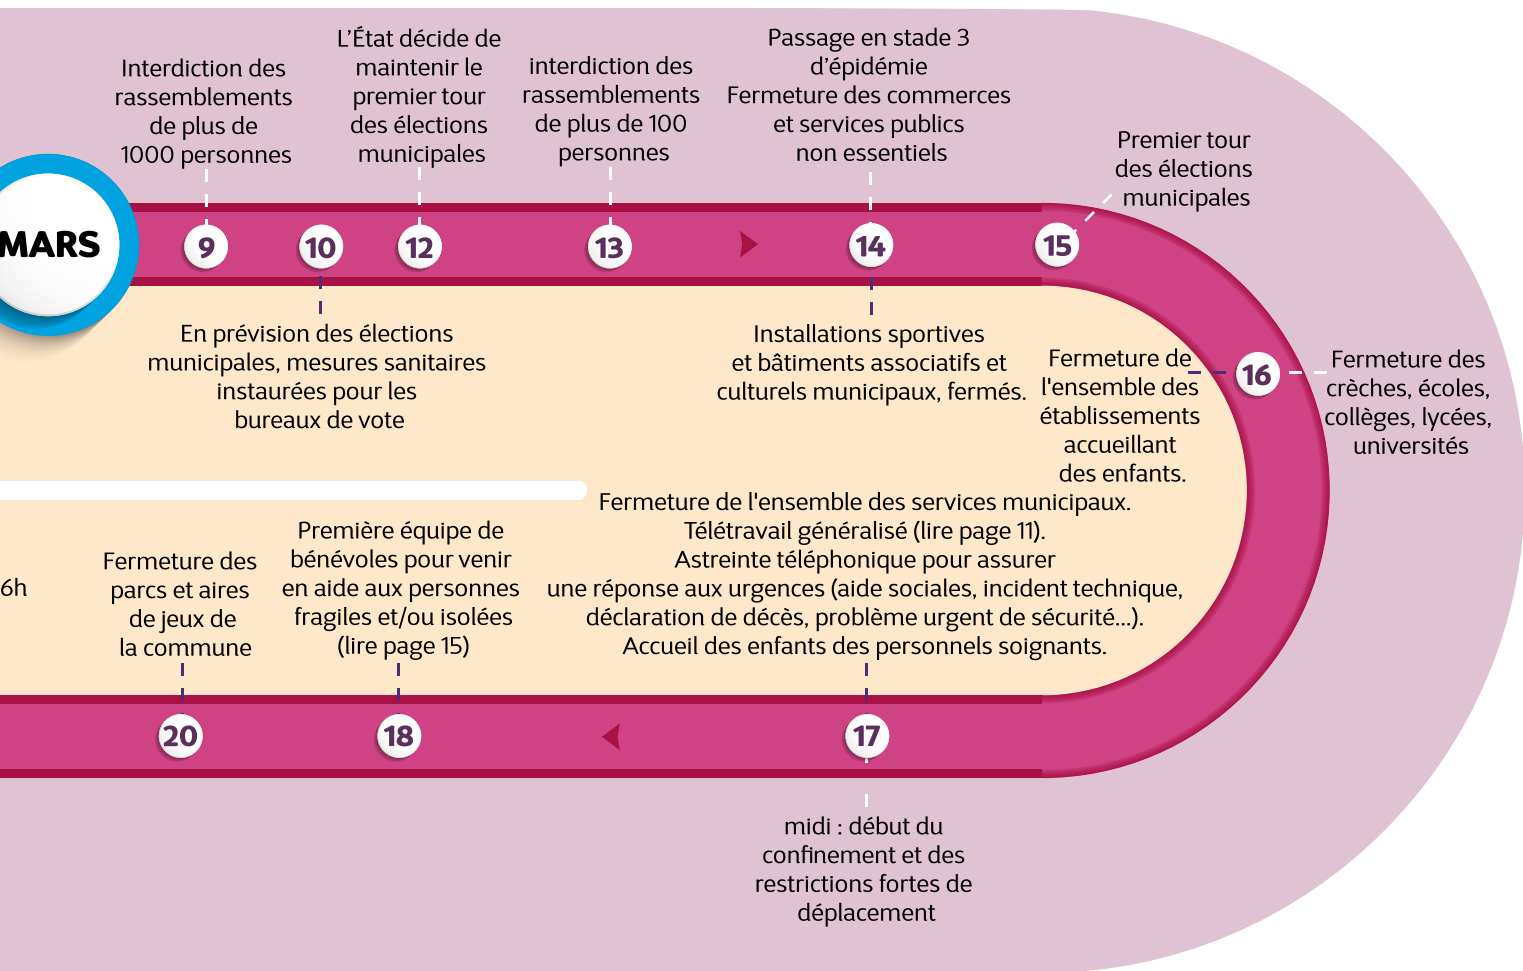 MARS
Interdiction des
rassemblements
de plus de
1000 personnes
9
10
En prévision des élections
municipales, mesures sanitaires
instaurées pour les
bureaux de vote
L'État décide de
maintenir le
premier tour
des élections
municipales
12
interdiction des
rassemblements
de plus de 100
personnes
13
Passage en stade 3
d'épidémie
Fermeture des commerces
et services publics
non essentiels
14
Installations sportives
et bâtiments associatifs et
culturels municipaux, fermés.
Premier tour
des élections
municipales
15
Fermeture de
l'ensemble des
établissements
accueillant
des enfants.
16
Fermeture des
crèches, écoles,
collèges, lycées,
universités
Fermeture de l'ensemble des services municipaux.
Télétravail généralisé (lire page 11).
Astreinte téléphonique pour assurer
une réponse aux urgences (aide sociales, incident technique,
déclaration de décès, problème urgent de sécurité...).
Accueil des enfants des personnels soignants.
17
midi : début du
confinement et des
restrictions fortes de
déplacement
Première équipe de
bénévoles pour venir
en aide aux personnes
fragiles et/ou isolées
(lire page 15)
18
Fermeture des
parcs et aires
de jeux de
la commune
20
6h